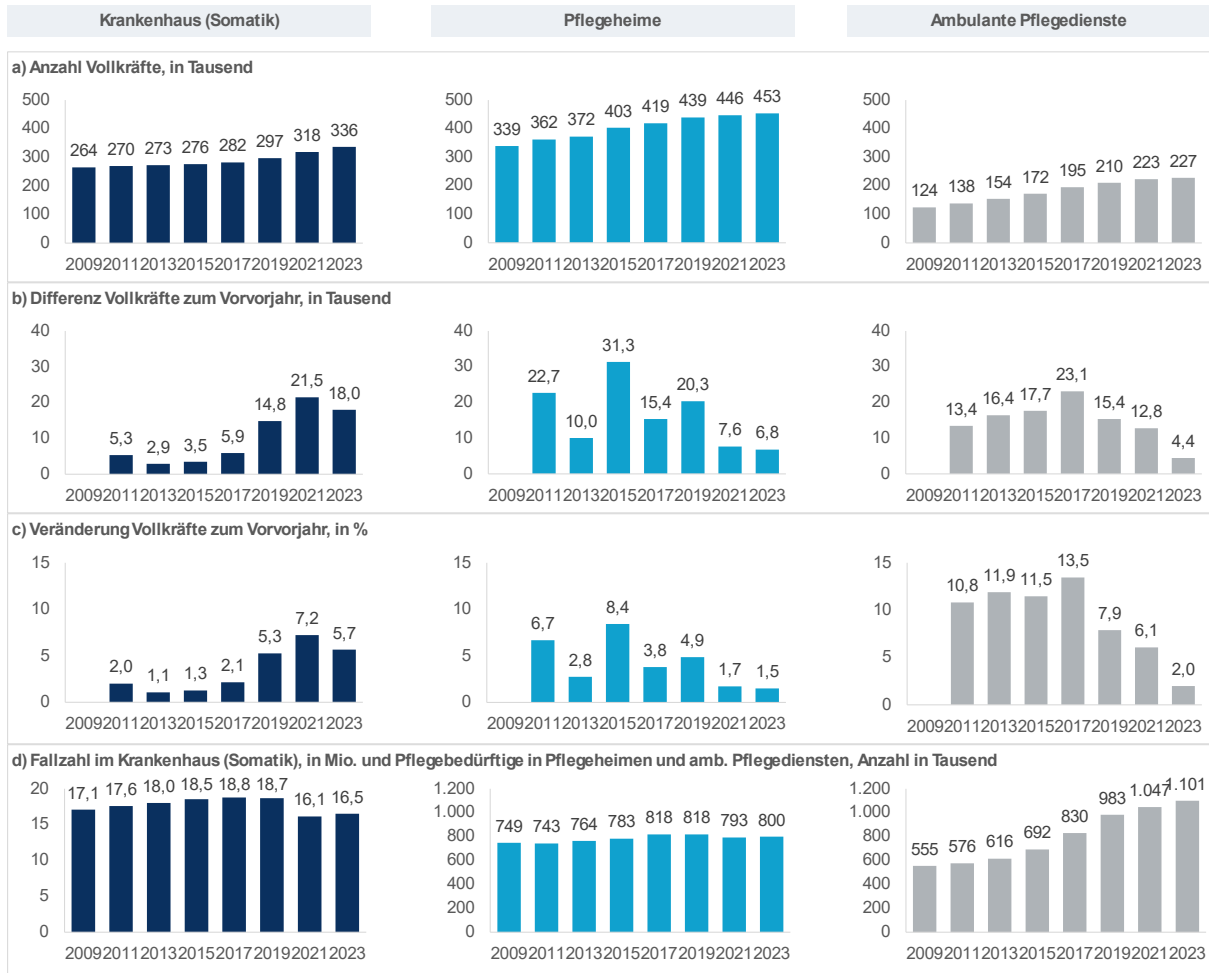 Krankenhaus (Somatik) Pflegeheime Ambulante Pflegedienste
a) Anzahl Vollkräfte, in Tausend
500 400 300 200 100 0
264 270 273 276 282 297 318 336
2009 2011 2013 2015 2017 2019 2021 2023
500 400 300 200 100 0
339 362 372 403 419 439 446 453
2009 2011 2013 2015 2017 2019 2021 2023
500 400 300 200 100 0
124 138 154 172 195 210 223 227
2009 2011 2013 2015 2017 2019 2021 2023
b) Differenz Vollkräfte zum Vorvorjahr, in Tausend
40 30 20 10 0
5,3 2,9 3,5 5,9 14,8 21,5 18,0
2009 2011 2013 2015 2017 2019 2021 2023
40 30 20 10 0
22,7 10,0 31,3 15,4 20,3 7,6 6,8
2009 2011 2013 2015 2017 2019 2021 2023
40 30 20 10 0
13,4 16,4 17,7 23,1 15,4 12,8 4,4
2009 2011 2013 2015 2017 2019 2021 2023
c) Veränderung Vollkräfte zum Vorvorjahr, in %
15 10 5 0
2,0 1,1 1,3 2,1 5,3 7,2 5,7
2009 2011 2013 2015 2017 2019 2021 2023
15 10 5 0
6,7 2,8 8,4 3,8 4,9 1,7 1,5
2009 2011 2013 2015 2017 2019 2021 2023
15 10 5 0
10,8 11,9 11,5 13,5 7,9 6,1 2,0
2009 2011 2013 2015 2017 2019 2021 2023
d) Fallzahl im Krankenhaus (Somatik), in Mio. und Pflegebedürftige in Pflegeheimen und amb. Pflegediensten, Anzahl in Tausend
20 15 10 5 0
17,1 17,6 18,0 18,5 18,8 18,7 16,1 16,5
2009 2011 2013 2015 2017 2019 2021 2023
1.200 1.000 800 600 400 200 0
749 743 764 783 818 818 793 800
2009 2011 2013 2015 2017 2019 2021 2023
1.200 1.000 800 600 400 200 0
555 576 616 692 830 983 1.047 1.101
2009 2011 2013 2015 2017 2019 2021 2023